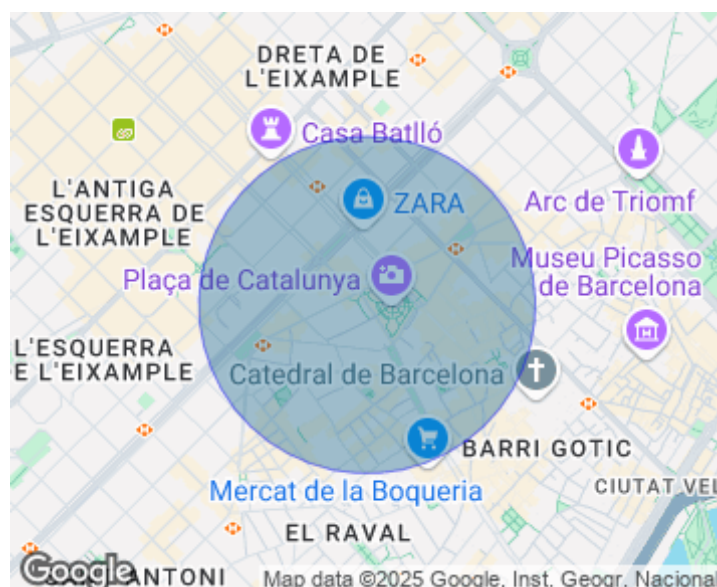 DRETA DE
L'EIXAMPLE
Casa Batlló
L'ANTIGA
ESQUERRA DE
L'EIXAMPLE
ZARA
Arc de Triomf
Plaça de Catalunya
Museu Picasso
de Barcelona
L'ESQUERRA
E L'EIXAMPLE
Catedral de Barcelona
BARRI GOTIC
Mercat de la Boqueria
CIUTAT VEL
EL RAVAL
Google
ANTONI
Map data ©2025 Google, Inst. Geogr. Naciona